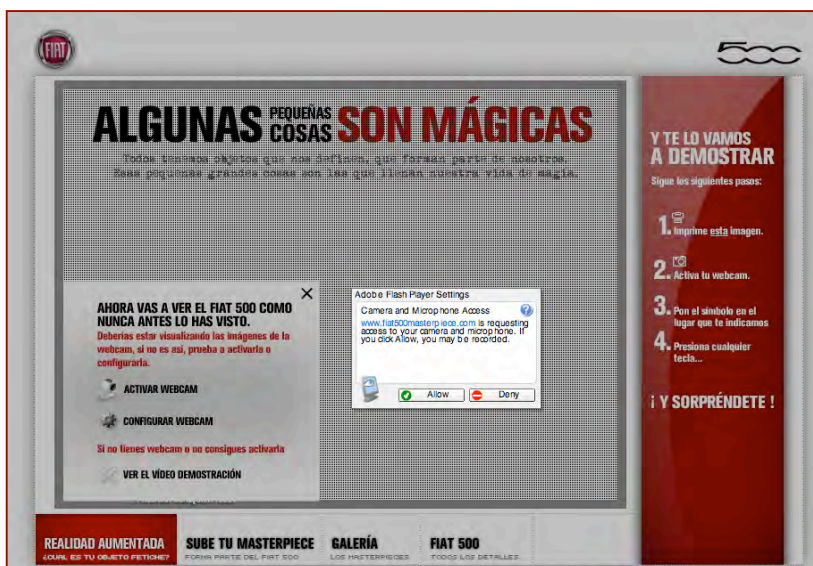 FIAT
500
ALGUNAS PEQUEÑAS COSAS SON MÁGICAS
Todos tenemos objetos que nos definen, que forman parte de nosotros.
Esas pequeñas grandes cosas son las que llenan nuestra vida de magia.
Y TE LO VAMOS
A DEMOSTRAR
Sigue los siguientes pasos:
1. Imprime esta imagen.
2. Activa tu webcam.
3. Pon el símbolo en el
lugar que te indicamos
4. Presiona cualquier
tecla...
¡ Y SORPRÉNDETE !
AHORA VAS A VER EL FIAT 500 COMO
NUNCA ANTES LO HAS VISTO.
Deberías estar visualizando las imágenes de la
webcam, si no es así, prueba a activarla o
configurarla.
ACTIVAR WEBCAM
CONFIGURAR WEBCAM
Si no tienes webcam o no consigues activarla
VER EL VÍDEO DEMOSTRACIÓN
Adobe Flash Player Settings
Camera and Microphone Access
www.fiat500masterpiece.com is requesting
access to your camera and microphone. If
you click Allow, you may be recorded.
Allow
Deny
REALIDAD AUMENTADA
¿CUÁL ES TU OBJETO FETICHE?
SUBE TU MASTERPIECE
FORMA PARTE DEL FIAT 500
GALERÍA
LOS MASTERPIECES
FIAT 500
TODOS LOS DETALLES